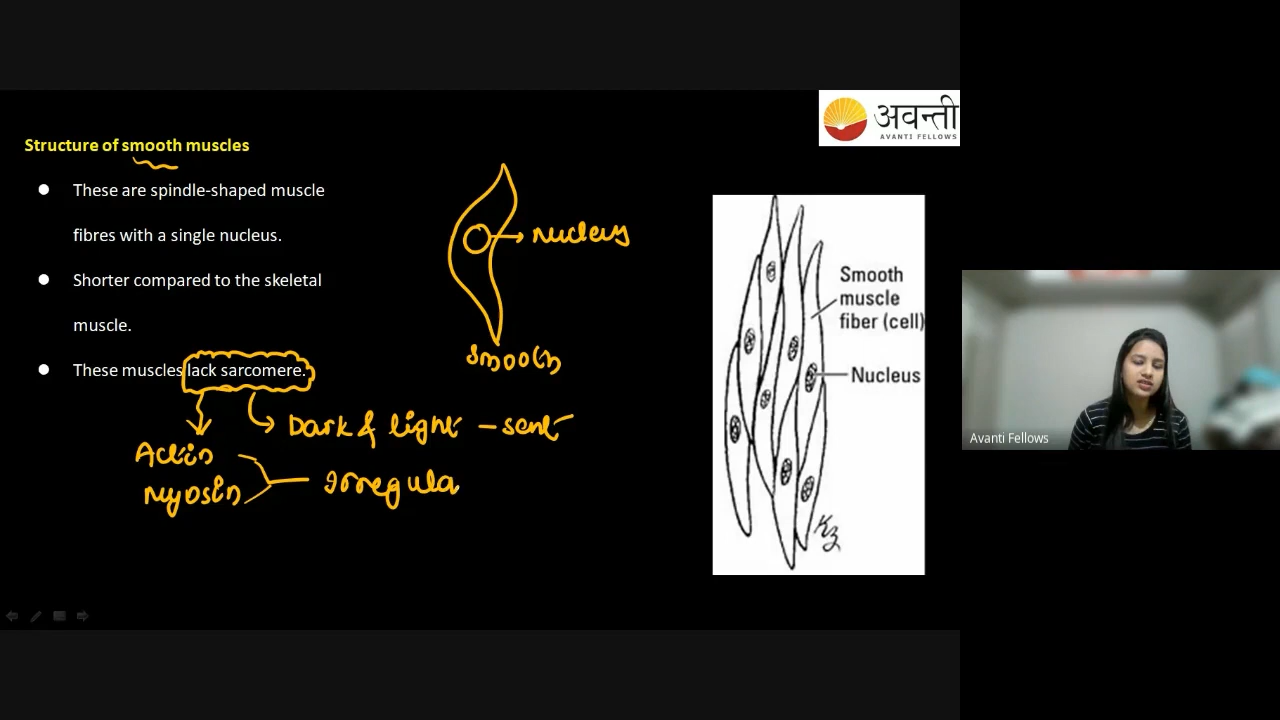 अवन्ती
AVANTI FELLOWS
Structure of smooth muscles
These are spindle-shaped muscle
fibres with a single nucleus.
Shorter compared to the skeletal
muscle.
These muscles lack sarcomere.
nucleus
smooth
Dark & light
Actin
myosin
Irregula
Smooth
muscle
fiber (cell)
Nucleus
Avanti Fellows